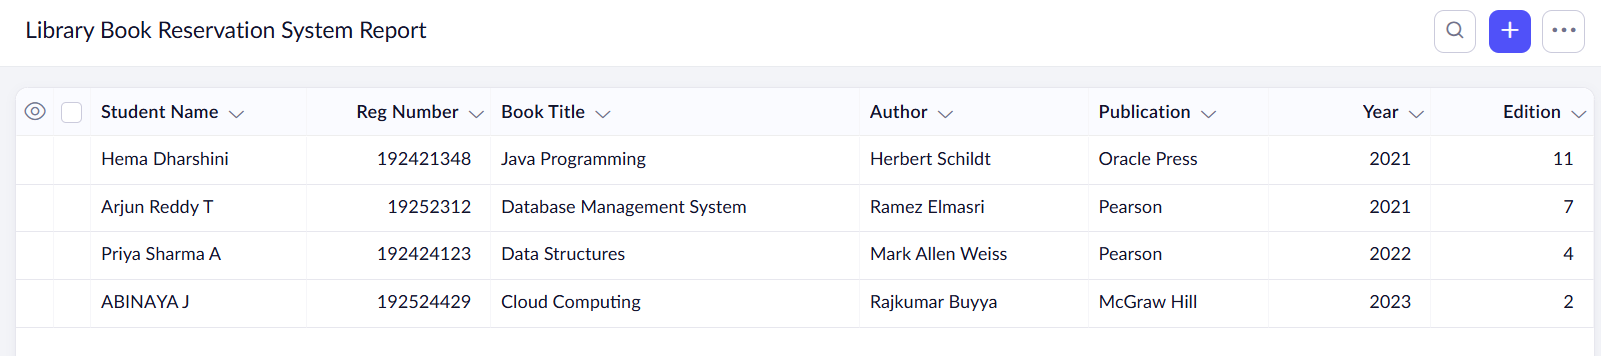 Library Book Reservation System Report
Student Name Reg Number Book Title Author Publication Year Edition
Hema Dharshini 192421348 Java Programming Herbert Schildt Oracle Press 2021 11
Arjun Reddy T 19252312 Database Management System Ramez Elmasri Pearson 2021 7
Priya Sharma A 192424123 Data Structures Mark Allen Weiss Pearson 2022 4
ABINAYA J 192524429 Cloud Computing Rajkumar Buyya McGraw Hill 2023 2